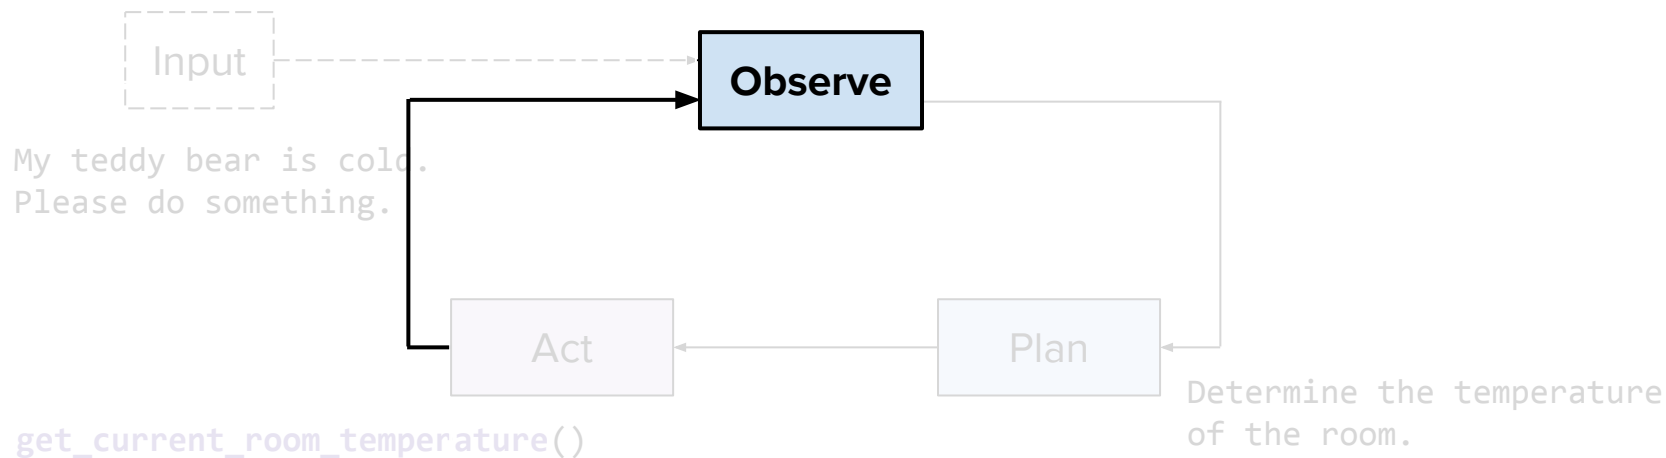 Input
Observe
My teddy bear is cold.
Please do something.
Act
Plan
Determine the temperature
of the room.
get_current_room_temperature()